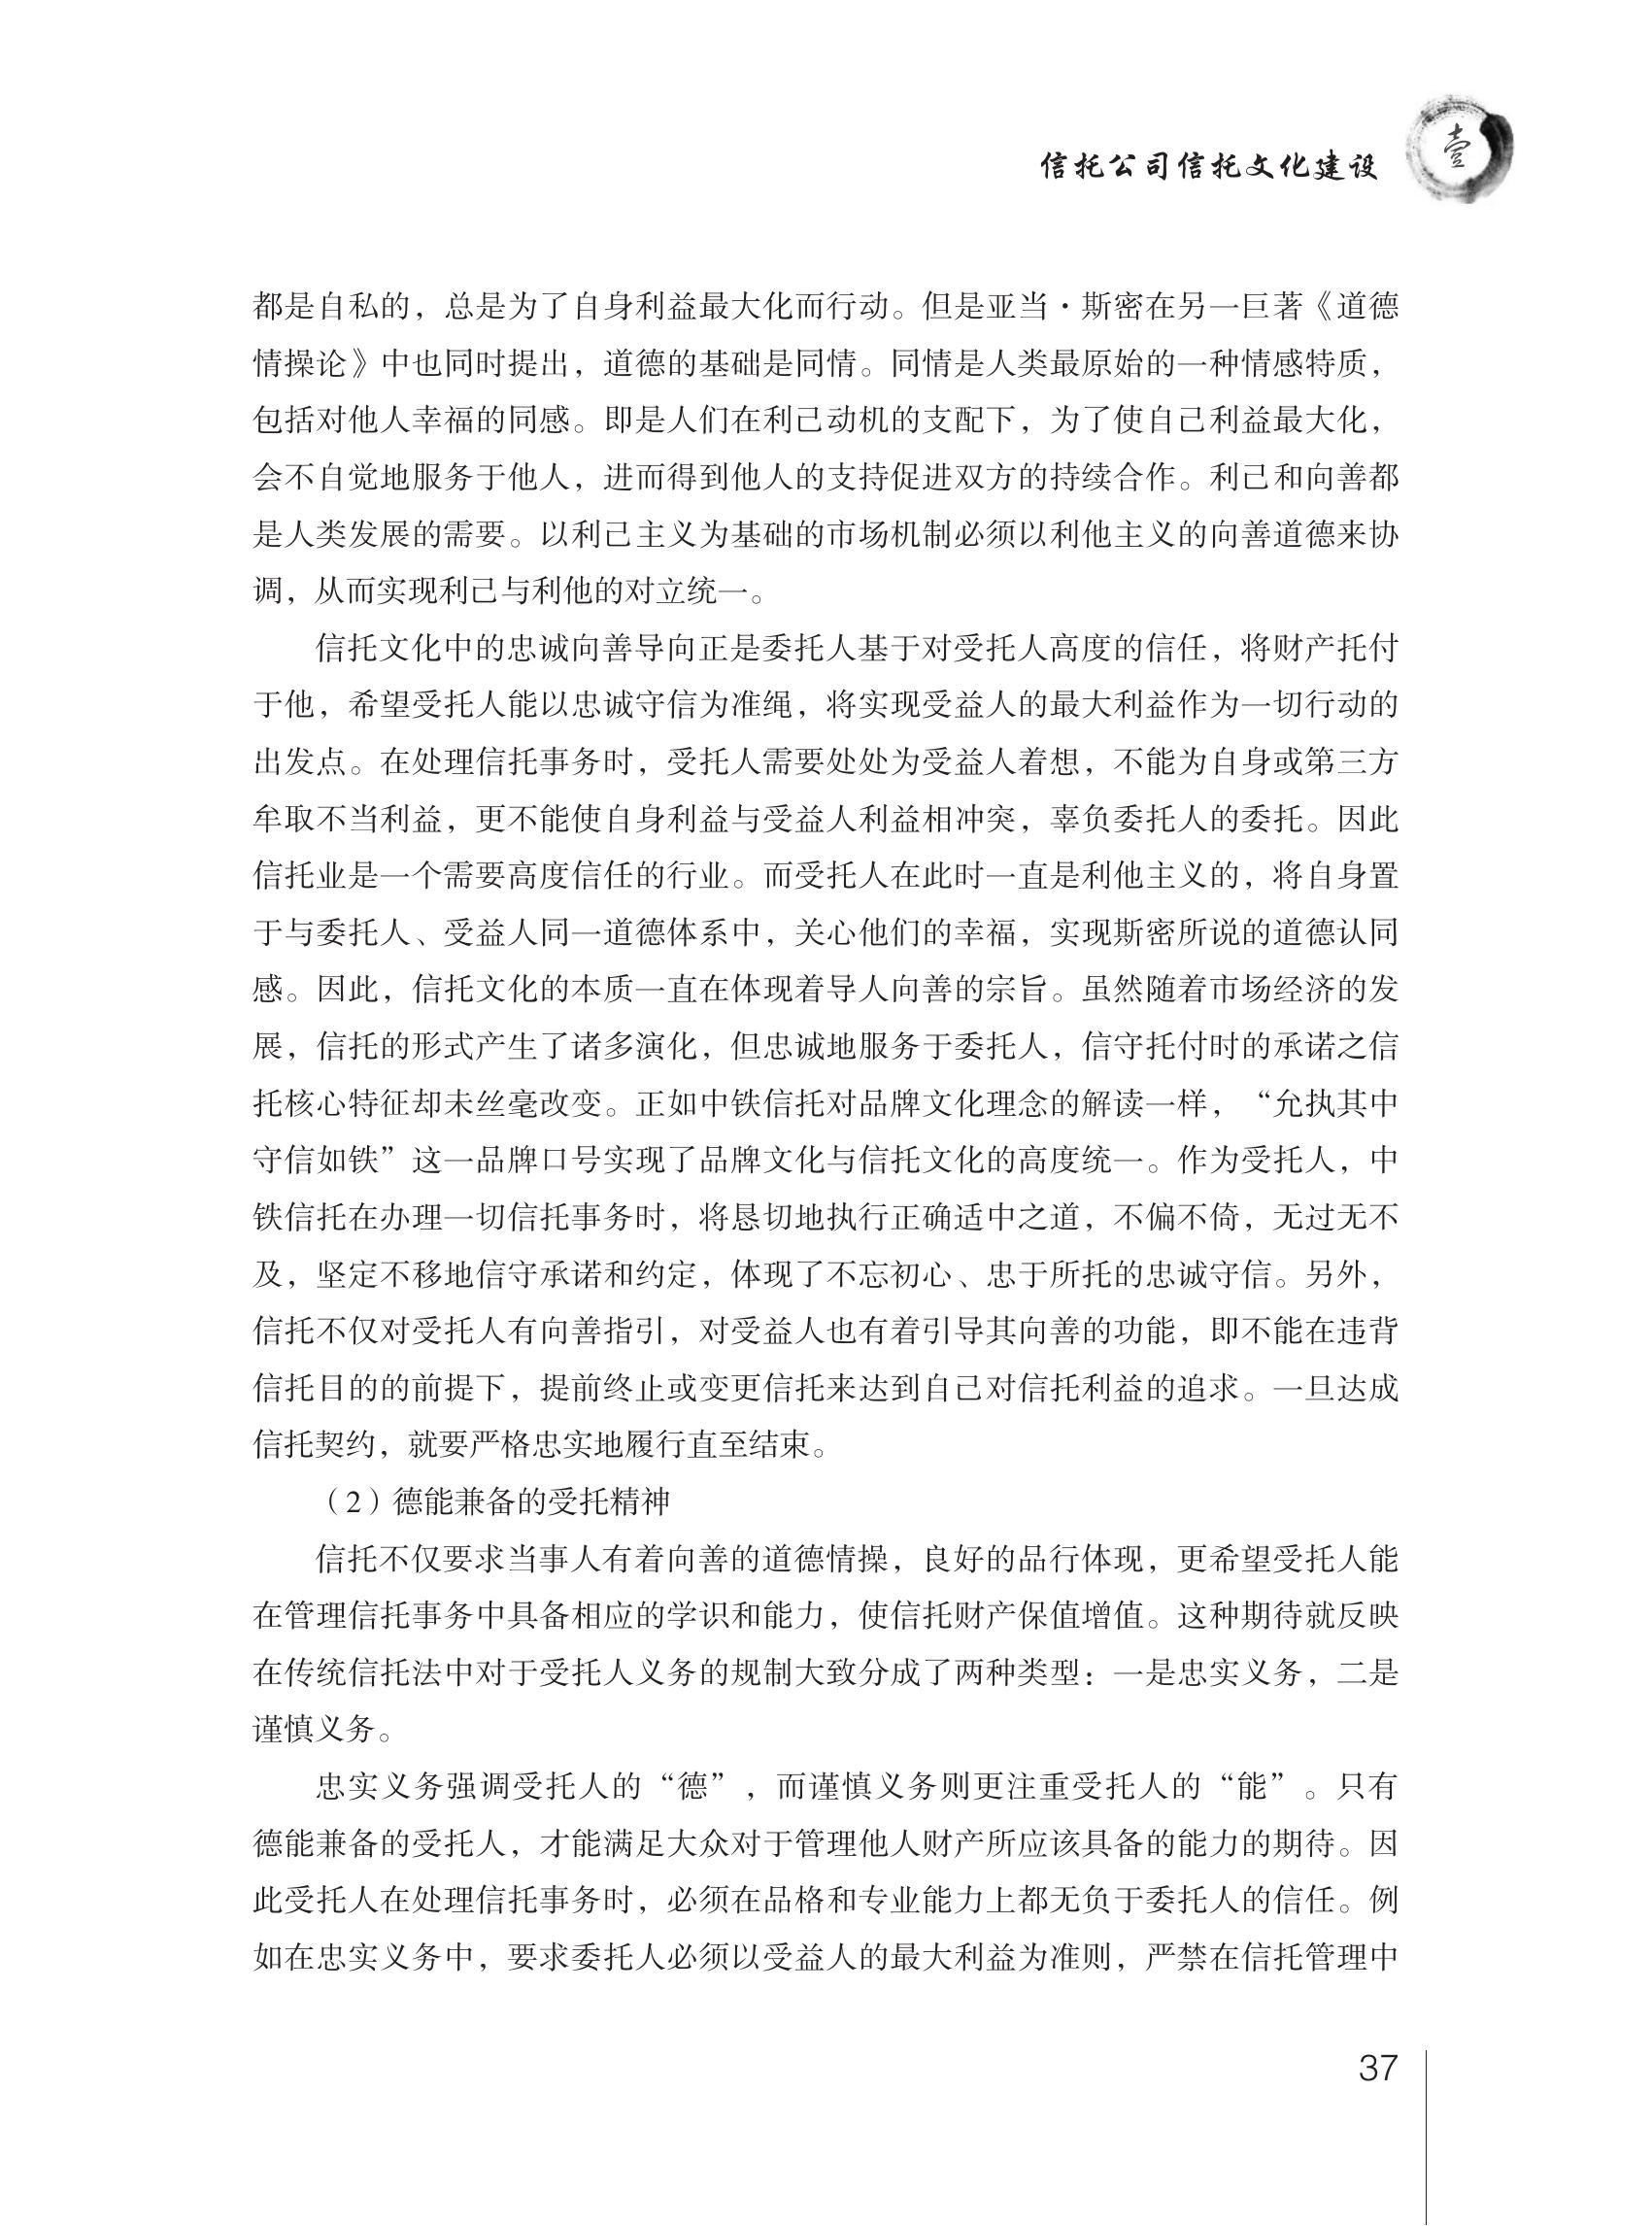 信托公司信托文化建设
壹
都是自私的，总是为了自身利益最大化而行动。但是亚当·斯密在另一巨著《道德
情操论》中也同时提出，道德的基础是同情。同情是人类最原始的一种情感特质，
包括对他人幸福的同感。即是人们在利己动机的支配下，为了使自己利益最大化，
会不自觉地服务于他人，进而得到他人的支持促进双方的持续合作。利己和向善都
是人类发展的需要。以利己主义为基础的市场机制必须以利他主义的向善道德来协
调，从而实现利己与利他的对立统一。
信托文化中的忠诚向善导向正是委托人基于对受托人高度的信任，将财产托付
于他，希望受托人能以忠诚守信为准绳，将实现受益人的最大利益作为一切行动的
出发点。在处理信托事务时，受托人需要处处为受益人着想，不能为自身或第三方
牟取不当利益，更不能使自身利益与受益人利益相冲突，辜负委托人的委托。因此
信托业是一个需要高度信任的行业。而受托人在此时一直是利他主义的，将自身置
于与委托人、受益人同一道德体系中，关心他们的幸福，实现斯密所说的道德认同
感。因此，信托文化的本质一直在体现着导人向善的宗旨。虽然随着市场经济的发
展，信托的形式产生了诸多演化，但忠诚地服务于委托人，信守托付时的承诺之信
托核心特征却未丝毫改变。正如中铁信托对品牌文化理念的解读一样，“允执其中
守信如铁”这一品牌口号实现了品牌文化与信托文化的高度统一。作为受托人，中
铁信托在办理一切信托事务时，将恳切地执行正确适中之道，不偏不倚，无过无不
及，坚定不移地信守承诺和约定，体现了不忘初心、忠于所托的忠诚守信。另外，
信托不仅对受托人有向善指引，对受益人也有着引导其向善的功能，即不能在违背
信托目的的前提下，提前终止或变更信托来达到自己对信托利益的追求。一旦达成
信托契约，就要严格忠实地履行直至结束。
（2）德能兼备的受托精神
信托不仅要求当事人有着向善的道德情操，良好的品行体现，更希望受托人能
在管理信托事务中具备相应的学识和能力，使信托财产保值增值。这种期待就反映
在传统信托法中对于受托人义务的规制大致分成了两种类型：一是忠实义务，二是
谨慎义务。
忠实义务强调受托人的“德”，而谨慎义务则更注重受托人的“能”。只有
德能兼备的受托人，才能满足大众对于管理他人财产所应该具备的能力的期待。因
此受托人在处理信托事务时，必须在品格和专业能力上都无负于委托人的信任。例
如在忠实义务中，要求委托人必须以受益人的最大利益为准则，严禁在信托管理中
37